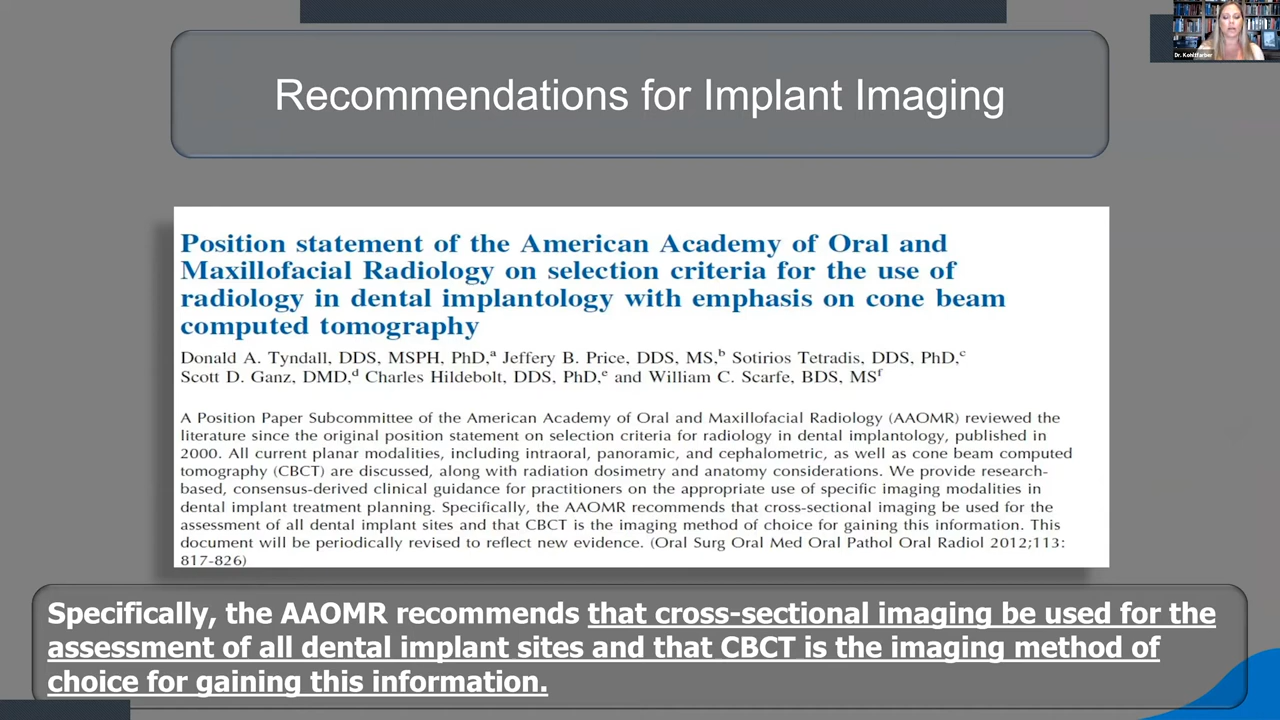 Recommendations for Implant Imaging
Dr. Kohltfarber
Position statement of the American Academy of Oral and
Maxillofacial Radiology on selection criteria for the use of
radiology in dental implantology with emphasis on cone beam
computed tomography
Donald A. Tyndall, DDS, MSPH, PhD,a Jeffery B. Price, DDS, MS,b Sotirios Tetradis, DDS, PhD,c
Scott D. Ganz, DMD,d Charles Hildebolt, DDS, PhD,e and William C. Scarfe, BDS, MSf
A Position Paper Subcommittee of the American Academy of Oral and Maxillofacial Radiology (AAOMR) reviewed the
literature since the original position statement on selection criteria for radiology in dental implantology, published in
2000. All current planar modalities, including intraoral, panoramic, and cephalometric, as well as cone beam computed
tomography (CBCT) are discussed, along with radiation dosimetry and anatomy considerations. We provide research-
based, consensus-derived clinical guidance for practitioners on the appropriate use of specific imaging modalities in
dental implant treatment planning. Specifically, the AAOMR recommends that cross-sectional imaging be used for the
assessment of all dental implant sites and that CBCT is the imaging method of choice for gaining this information. This
document will be periodically revised to reflect new evidence. (Oral Surg Oral Med Oral Pathol Oral Radiol 2012;113:
817-826)
Specifically, the AAOMR recommends that cross-sectional imaging be used for the
assessment of all dental implant sites and that CBCT is the imaging method of
choice for gaining this information.